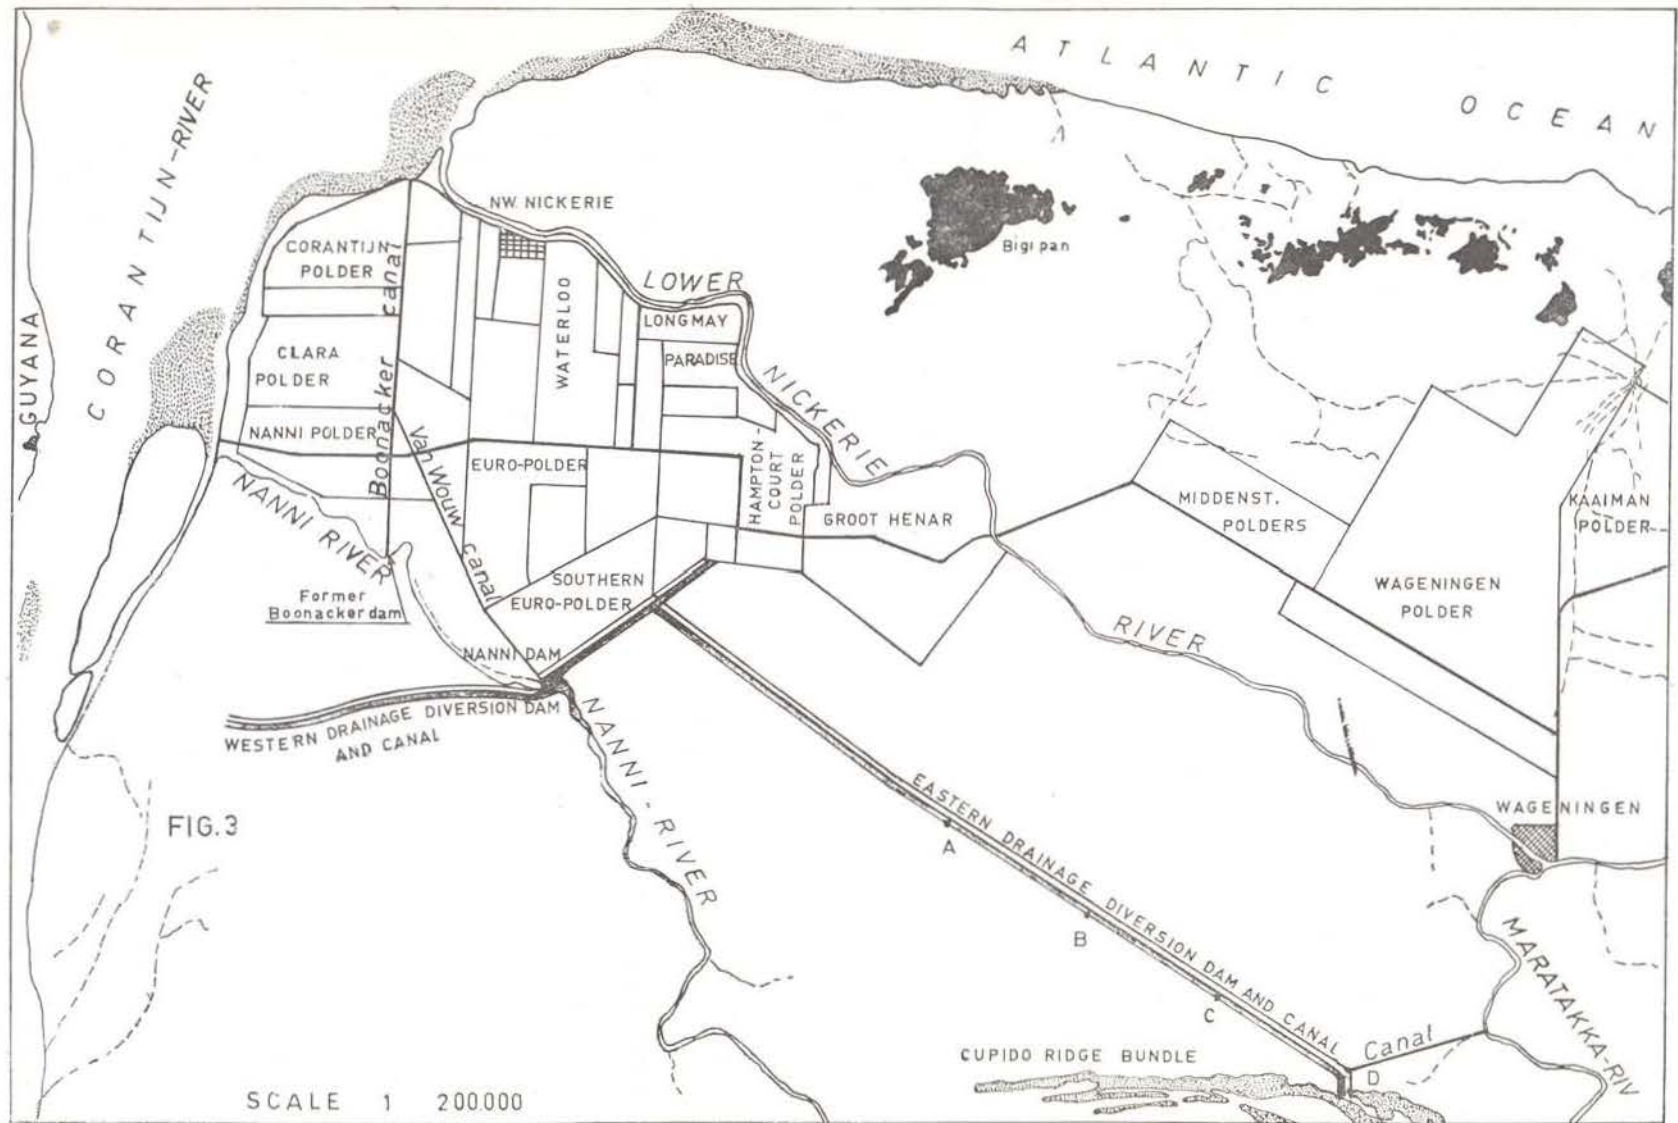 ATLANTIC OCEAN
CORANTIJN-RIVER
GUYANA
NW. NICKERIE
CORANTIJN
POLDER
Boonacker canal
WATERLOO
LOWER
NICKERIE
RIVER
LONGMAY
PARADISE
Bigi pan
CLARA
POLDER
NANNI POLDER
Van Wouw canal
EURO-POLDER
HAMPTON-
COURT
POLDER
GROOT HENAR
MIDDENST.
POLDERS
KAAIMAN
POLDER
WAGENINGEN
POLDER
NANNI RIVER
Former
Boonackerdam
SOUTHERN
EURO-POLDER
NANNI DAM
WESTERN DRAINAGE DIVERSION DAM
AND CANAL
NANNI-RIVER
EASTERN DRAINAGE DIVERSION DAM AND CANAL
A
B
C
D
WAGENINGEN
MARATAKKA-RIV
Canal
CUPIDO RIDGE BUNDLE
FIG.3
SCALE 1 200.000